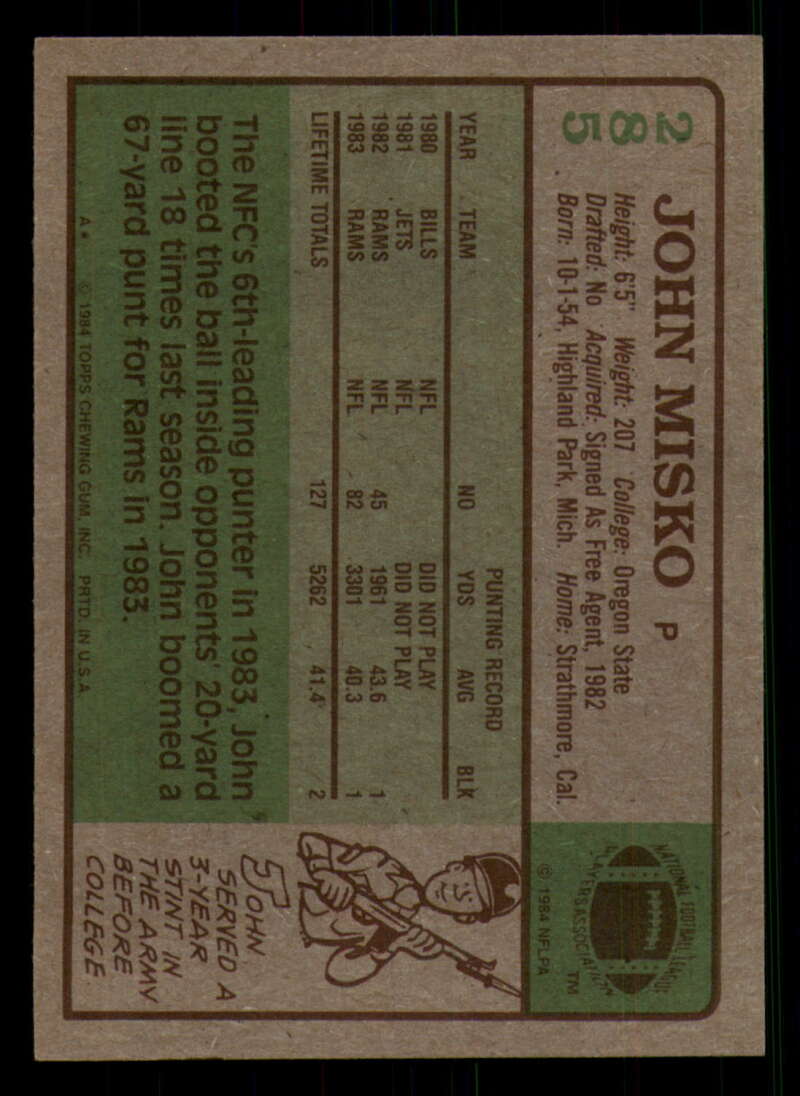 285
JOHN MISKO P
Height: 6'5" Weight: 207 College: Oregon State
Drafted: No Acquired: Signed As Free Agent, 1982
Born: 10-1-54, Highland Park, Mich. Home: Strathmore, Cal.
NATIONAL FOOTBALL LEAGUE
PLAYERS ASSOCIATION
TM
© 1984 NFLPA
PUNTING RECORD
YEAR TEAM NO YDS AVG BLK
1980 BILLS NFL DID NOT PLAY
1981 JETS NFL DID NOT PLAY
1982 RAMS NFL 45 1961 43.6 1
1983 RAMS NFL 82 3301 40.3 1
LIFETIME TOTALS 127 5262 41.4 2
The NFC's 6th-leading punter in 1983, John
booted the ball inside opponents' 20-yard
line 18 times last season. John boomed a
67-yard punt for Rams in 1983.
A* © 1984 TOPPS CHEWING GUM, INC. PRTD. IN U.S.A
JOHN
SERVED A
3-YEAR
STINT IN
THE ARMY
BEFORE
COLLEGE